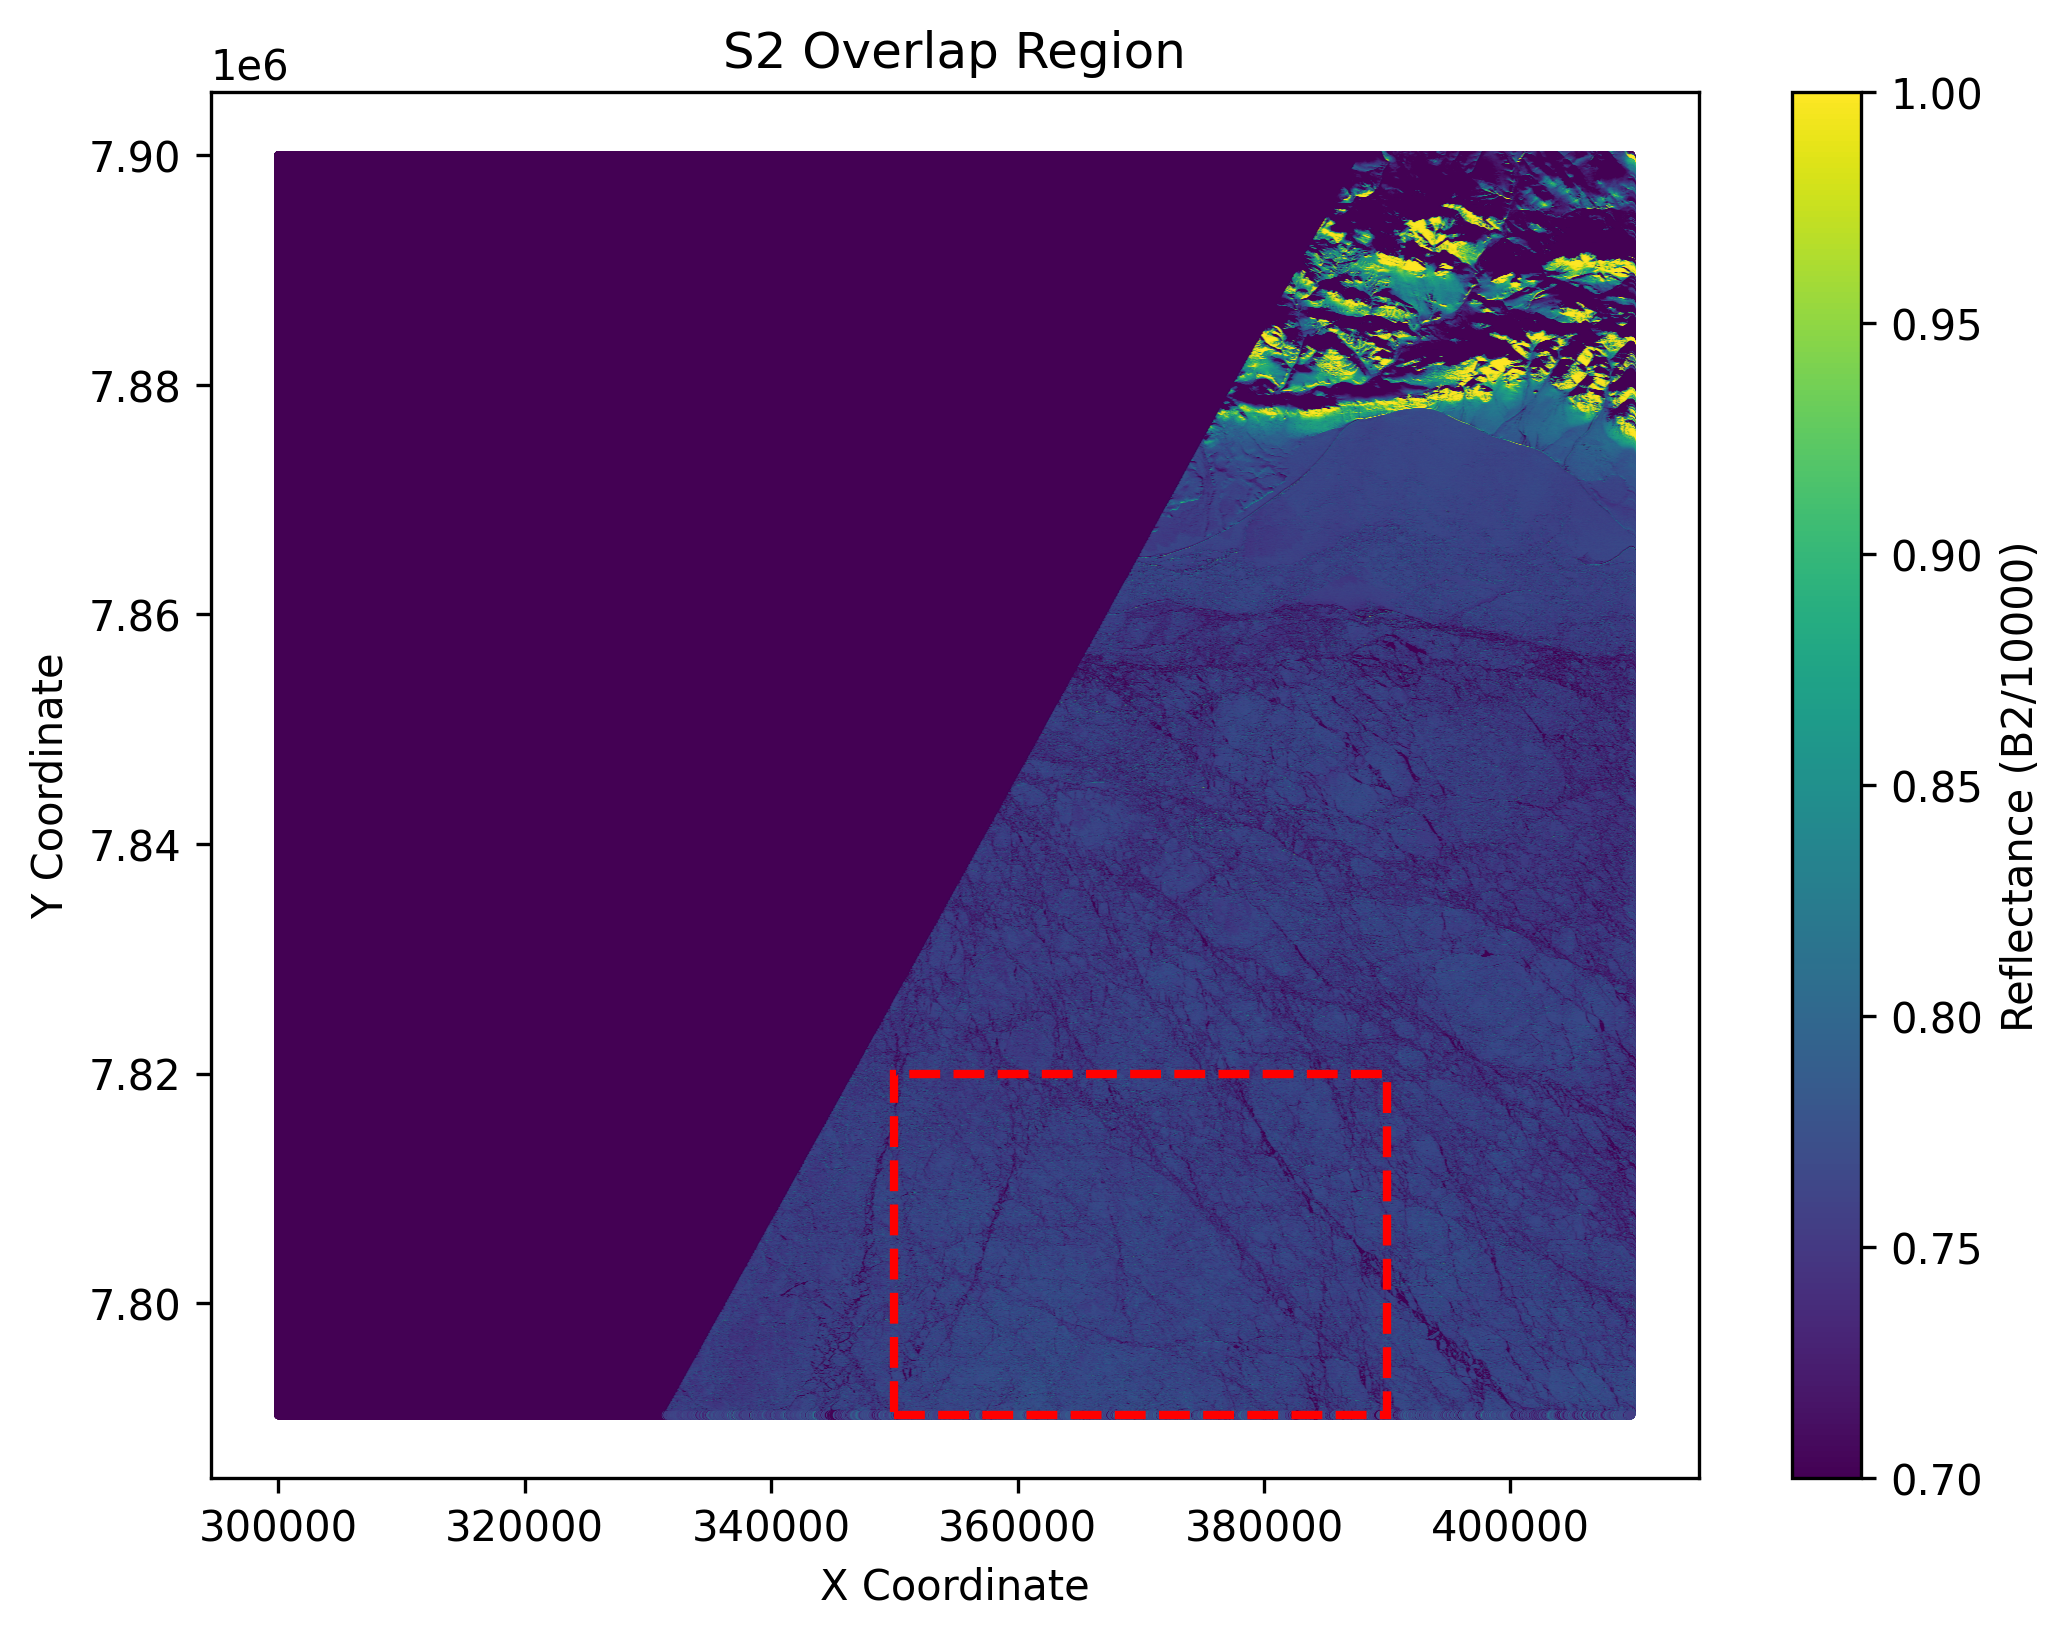 S2 Overlap Region
1e6
7.90
7.88
7.86
7.84
7.82
7.80
Y Coordinate
300000 320000 340000 360000 380000 400000
X Coordinate
1.00
0.95
0.90
0.85
0.80
0.75
0.70
Reflectance (B2/10000)